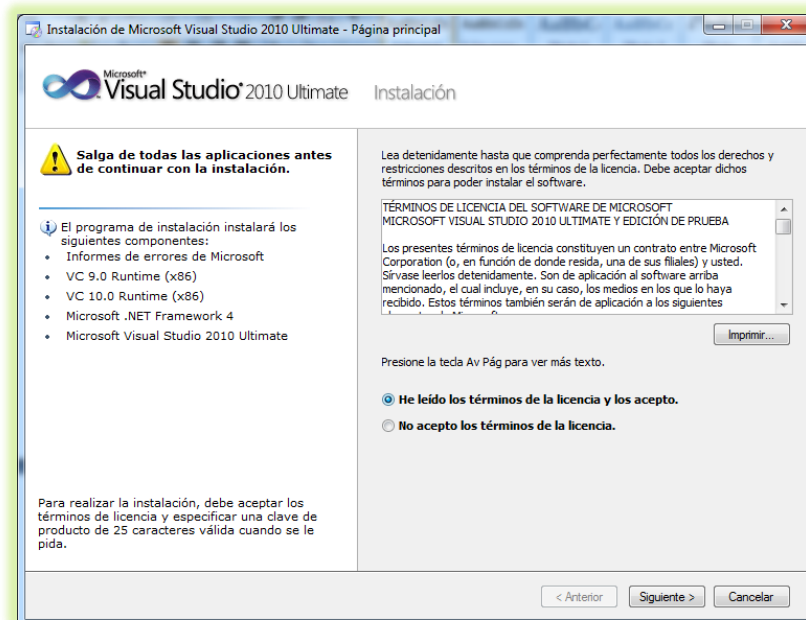 Instalación de Microsoft Visual Studio 2010 Ultimate - Página principal
Microsoft®
Visual Studio® 2010 Ultimate
Instalación
Salga de todas las aplicaciones antes
de continuar con la instalación.
El programa de instalación instalará los
siguientes componentes:
• Informes de errores de Microsoft
• VC 9.0 Runtime (x86)
• VC 10.0 Runtime (x86)
• Microsoft .NET Framework 4
• Microsoft Visual Studio 2010 Ultimate
Para realizar la instalación, debe aceptar los
términos de licencia y especificar una clave de
producto de 25 caracteres válida cuando se le
pida.
Lea detenidamente hasta que comprenda perfectamente todos los derechos y
restricciones descritos en los términos de la licencia. Debe aceptar dichos
términos para poder instalar el software.
TÉRMINOS DE LICENCIA DEL SOFTWARE DE MICROSOFT
MICROSOFT VISUAL STUDIO 2010 ULTIMATE Y EDICIÓN DE PRUEBA
Los presentes términos de licencia constituyen un contrato entre Microsoft
Corporation (o, en función de donde resida, una de sus filiales) y usted.
Sírvase leerlos detenidamente. Son de aplicación al software arriba
mencionado, el cual incluye, en su caso, los medios en los que lo haya
recibido. Estos términos también serán de aplicación a los siguientes
Imprimir...
Presione la tecla Av Pág para ver más texto.
He leído los términos de la licencia y los acepto.
No acepto los términos de la licencia.
< Anterior
Siguiente >
Cancelar